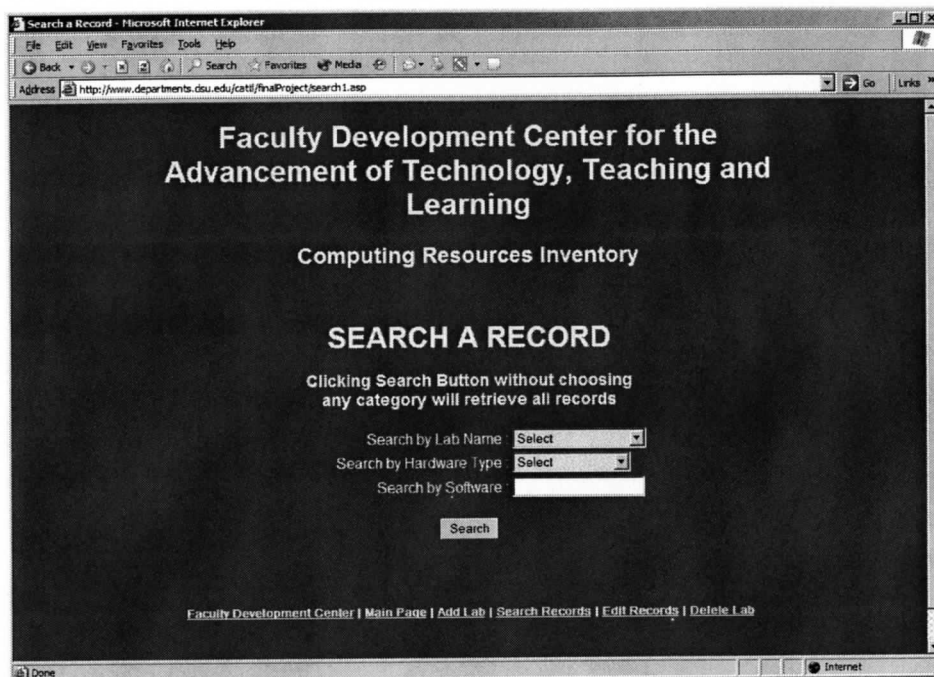 Search a Record - Microsoft Internet Explorer
File Edit View Favorites Tools Help
Back Search Favorites Media
Address http://www.departments.dsu.edu/catil/finalProject/search1.asp Go Links »
Faculty Development Center for the
Advancement of Technology, Teaching and
Learning
Computing Resources Inventory
SEARCH A RECORD
Clicking Search Button without choosing
any category will retrieve all records
Search by Lab Name : Select
Search by Hardware Type : Select
Search by Software :
Search
Faculty Development Center | Main Page | Add Lab | Search Records | Edit Records | Delete Lab
Done Internet